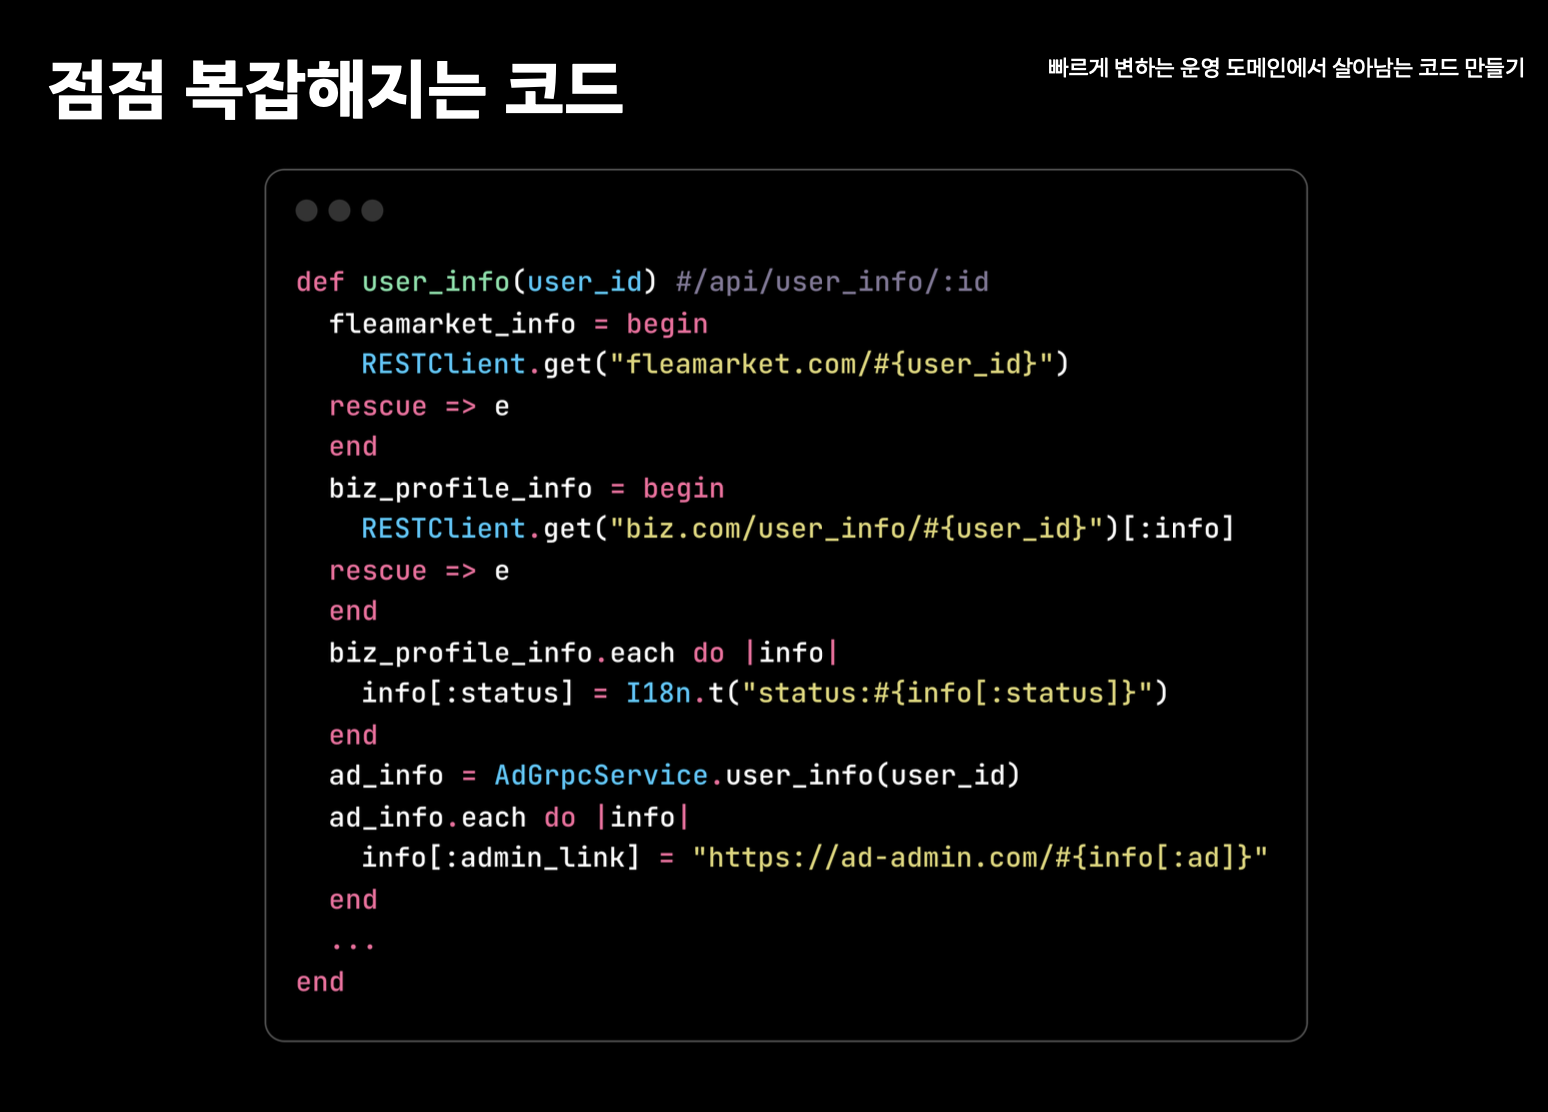 점점 복잡해지는 코드
빠르게 변하는 운영 도메인에서 살아남는 코드 만들기
def user_info(user_id) #/api/user_info/:id
  fleamarket_info = begin
    RESTClient.get("fleamarket.com/#{user_id}")
  rescue => e
  end
  biz_profile_info = begin
    RESTClient.get("biz.com/user_info/#{user_id}")[:info]
  rescue => e
  end
  biz_profile_info.each do |info|
    info[:status] = I18n.t("status:#{info[:status]}")
  end
  ad_info = AdGrpcService.user_info(user_id)
  ad_info.each do |info|
    info[:admin_link] = "https://ad-admin.com/#{info[:ad]}"
  end
  ...
end